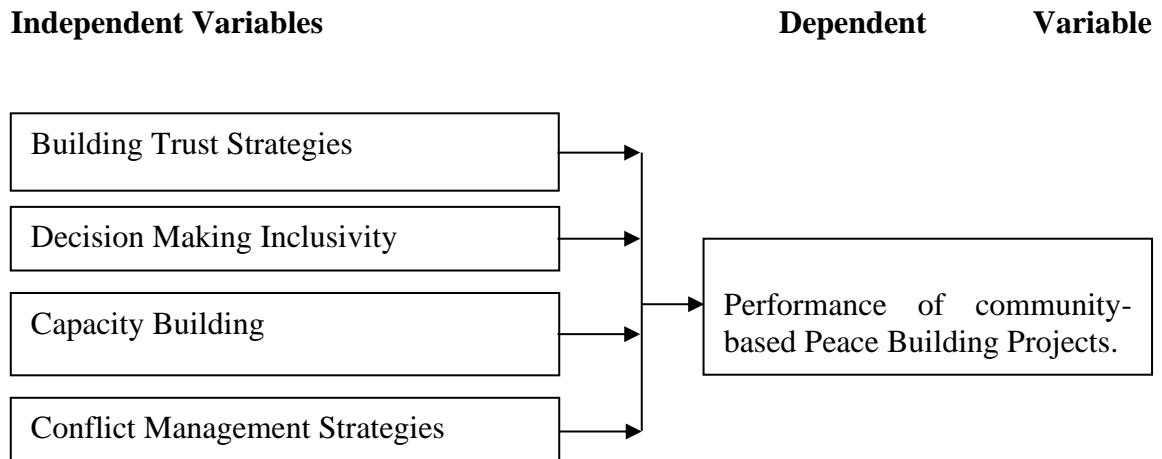 Independent Variables Dependent Variable
Building Trust Strategies
Decision Making Inclusivity
Capacity Building
Conflict Management Strategies
Performance of community-
based Peace Building Projects.